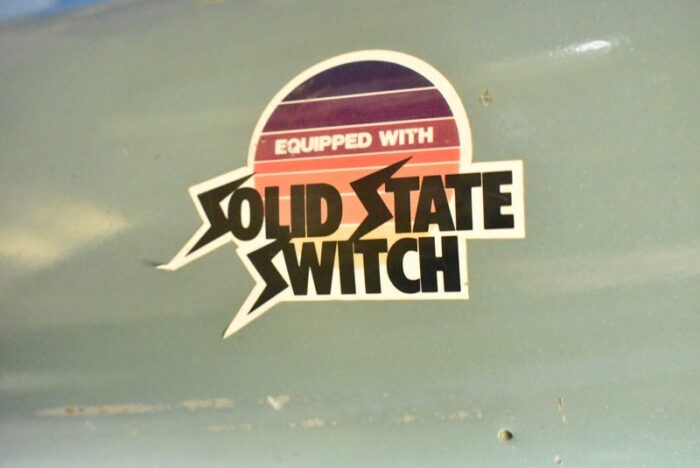 EQUIPPED WITH
SOLID STATE
SWITCH